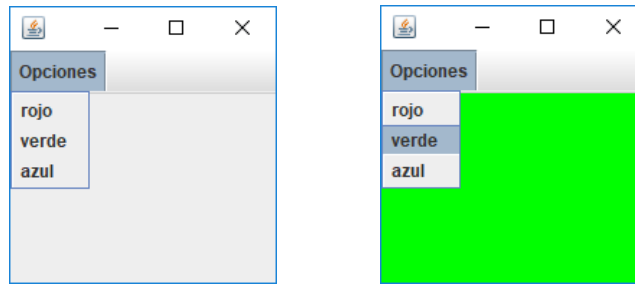 Opciones
rojo
verde
azul
Opciones
rojo
verde
azul